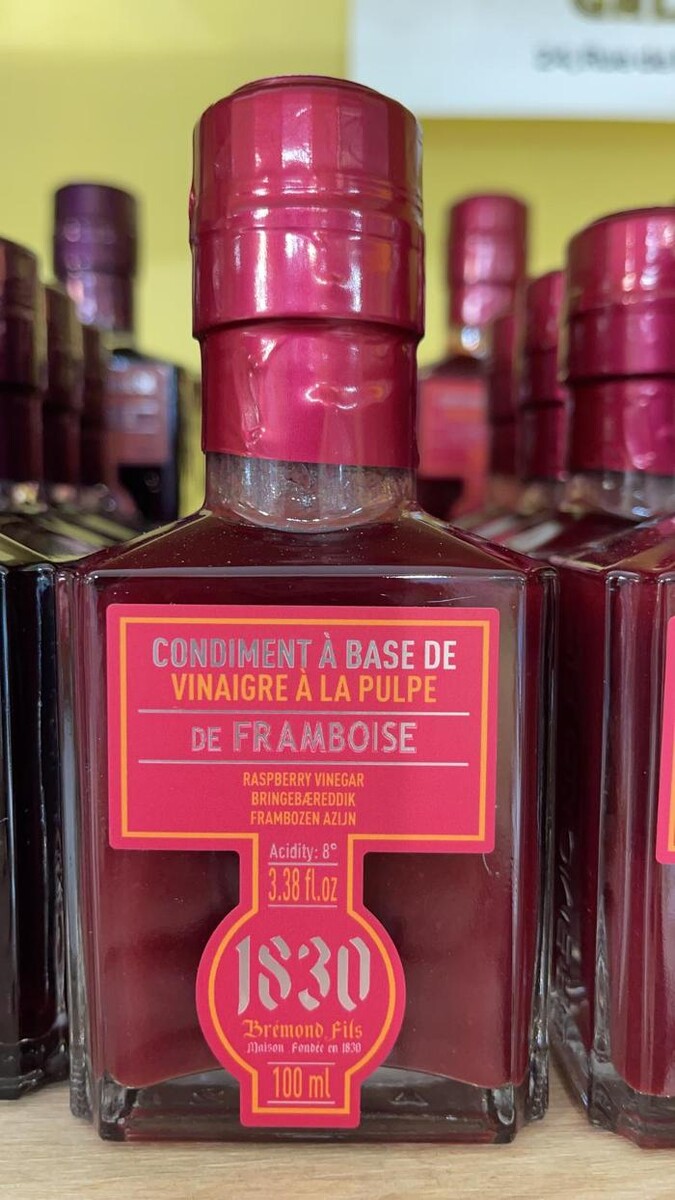 CONDIMENT À BASE DE
VINAIGRE À LA PULPE
DE FRAMBOISE
RASPBERRY VINEGAR
BRINGEBÆREDDIK
FRAMBOZEN AZIJN
Acidity: 8°
3.38 fl.oz
1830
Brémond Fils
Maison Fondée en 1830
100 ml